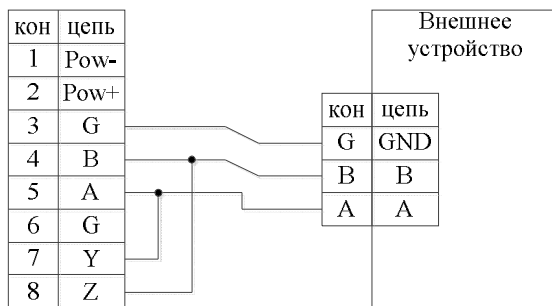 кон цепь
1 Pow-
2 Pow+
3 G
4 B
5 A
6 G
7 Y
8 Z
Внешнее
устройство
кон цепь
G GND
B B
A A